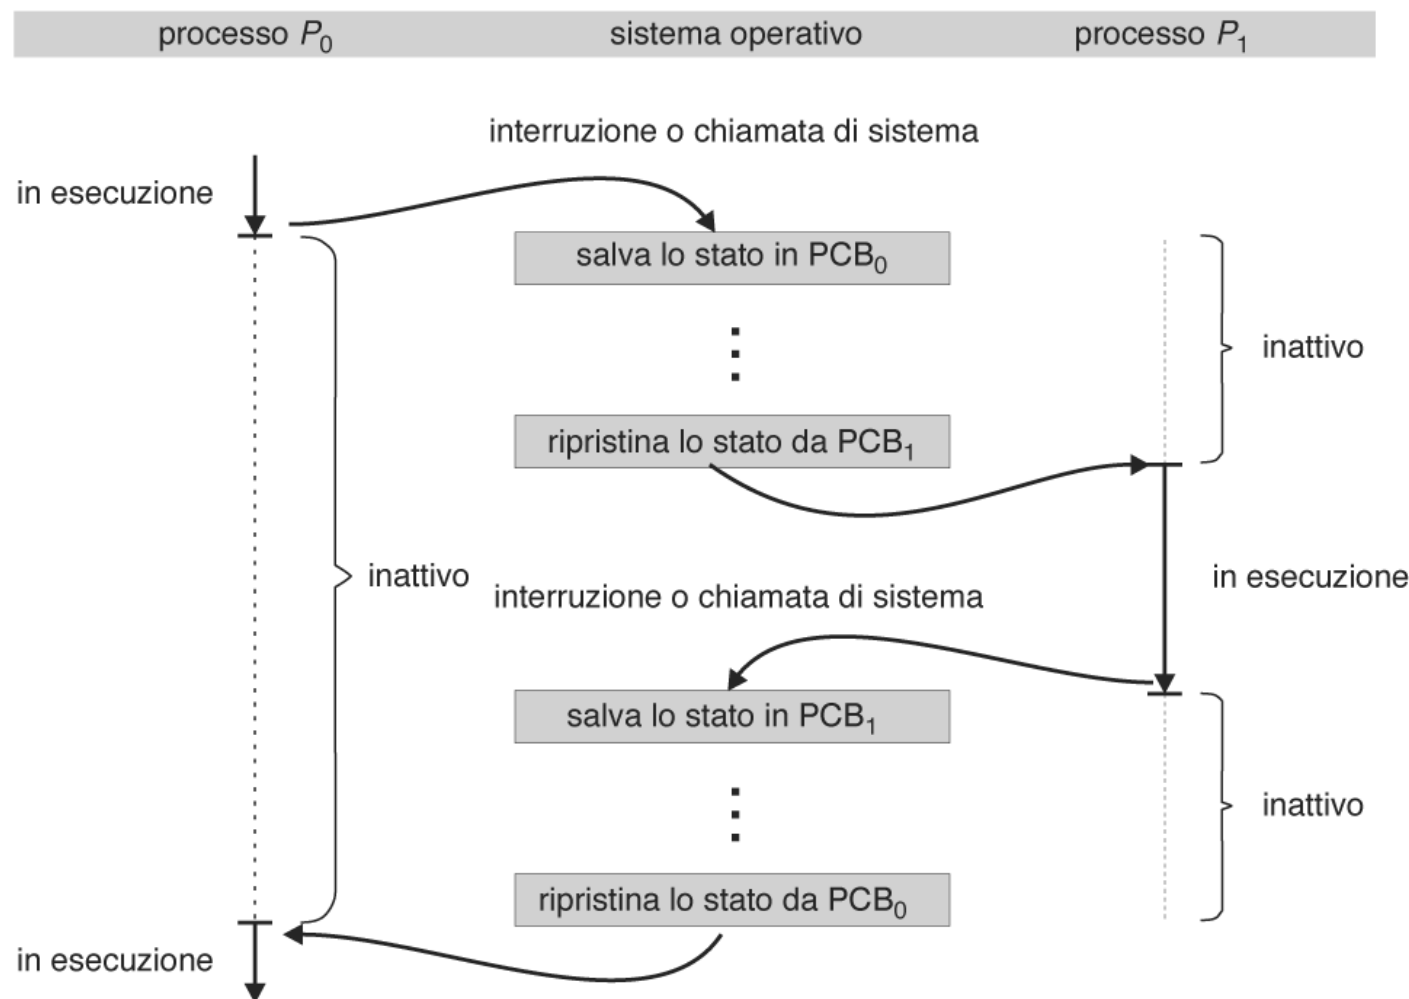 processo P0 sistema operativo processo P1
interruzione o chiamata di sistema
in esecuzione
salva lo stato in PCB0
inattivo
ripristina lo stato da PCB1
inattivo
in esecuzione
interruzione o chiamata di sistema
salva lo stato in PCB1
inattivo
ripristina lo stato da PCB0
in esecuzione